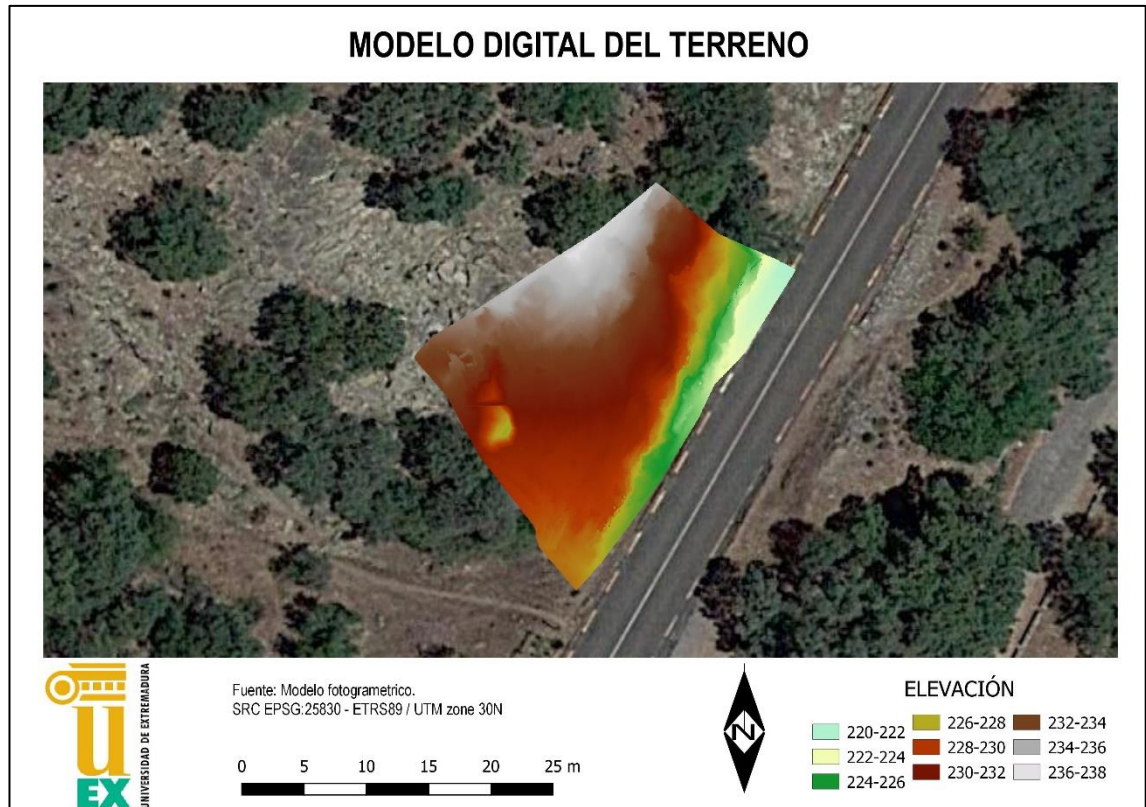 MODELO DIGITAL DEL TERRENO
UNIVERSIDAD DE EXTREMADURA
u
EX
Fuente: Modelo fotogrametrico.
SRC EPSG:25830 - ETRS89 / UTM zone 30N
0 5 10 15 20 25 m
N
ELEVACIÓN
220-222
222-224
224-226
226-228
228-230
230-232
232-234
234-236
236-238